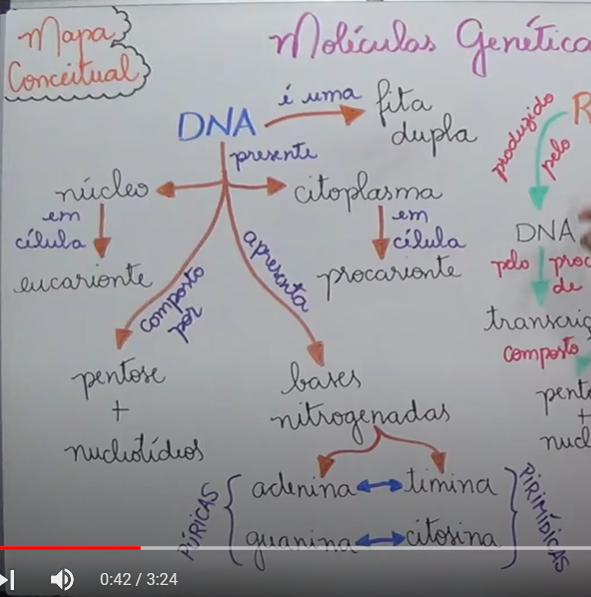 Mapa
Conceitual
Moléculas Genética
DNA
é uma
fita
dupla
presente
núcleo
citoplasma
em
célula
em
célula
eucarionte
procarionte
composto
por
apresenta
pentose
+
nucliotídios
bases
nitrogenadas
adenina
timina
guanina
citosina
PÚRICAS
PIRIMÍDICAS
R
produzido
pelo
DNA
pelo proc
de
transcriç
composto
pent
+
nucl
0:42 / 3:24